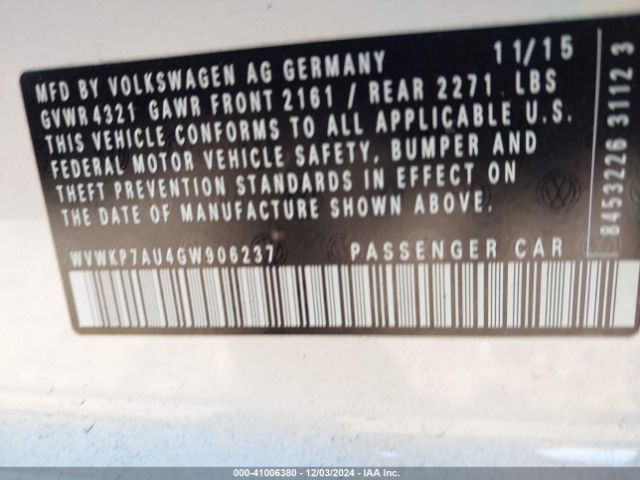 MFD BY VOLKSWAGEN AG GERMANY 11/15
GVWR 4321 GAWR FRONT 2161 / REAR 2271 LBS
THIS VEHICLE CONFORMS TO ALL APPLICABLE U.S.
FEDERAL MOTOR VEHICLE SAFETY, BUMPER AND
THEFT PREVENTION STANDARDS IN EFFECT ON
THE DATE OF MANUFACTURE SHOWN ABOVE.
WVWKP7AU4GW906237 PASSENGER CAR
8453226 3112 3
000-41006380 - 12/03/2024 - IAA Inc.